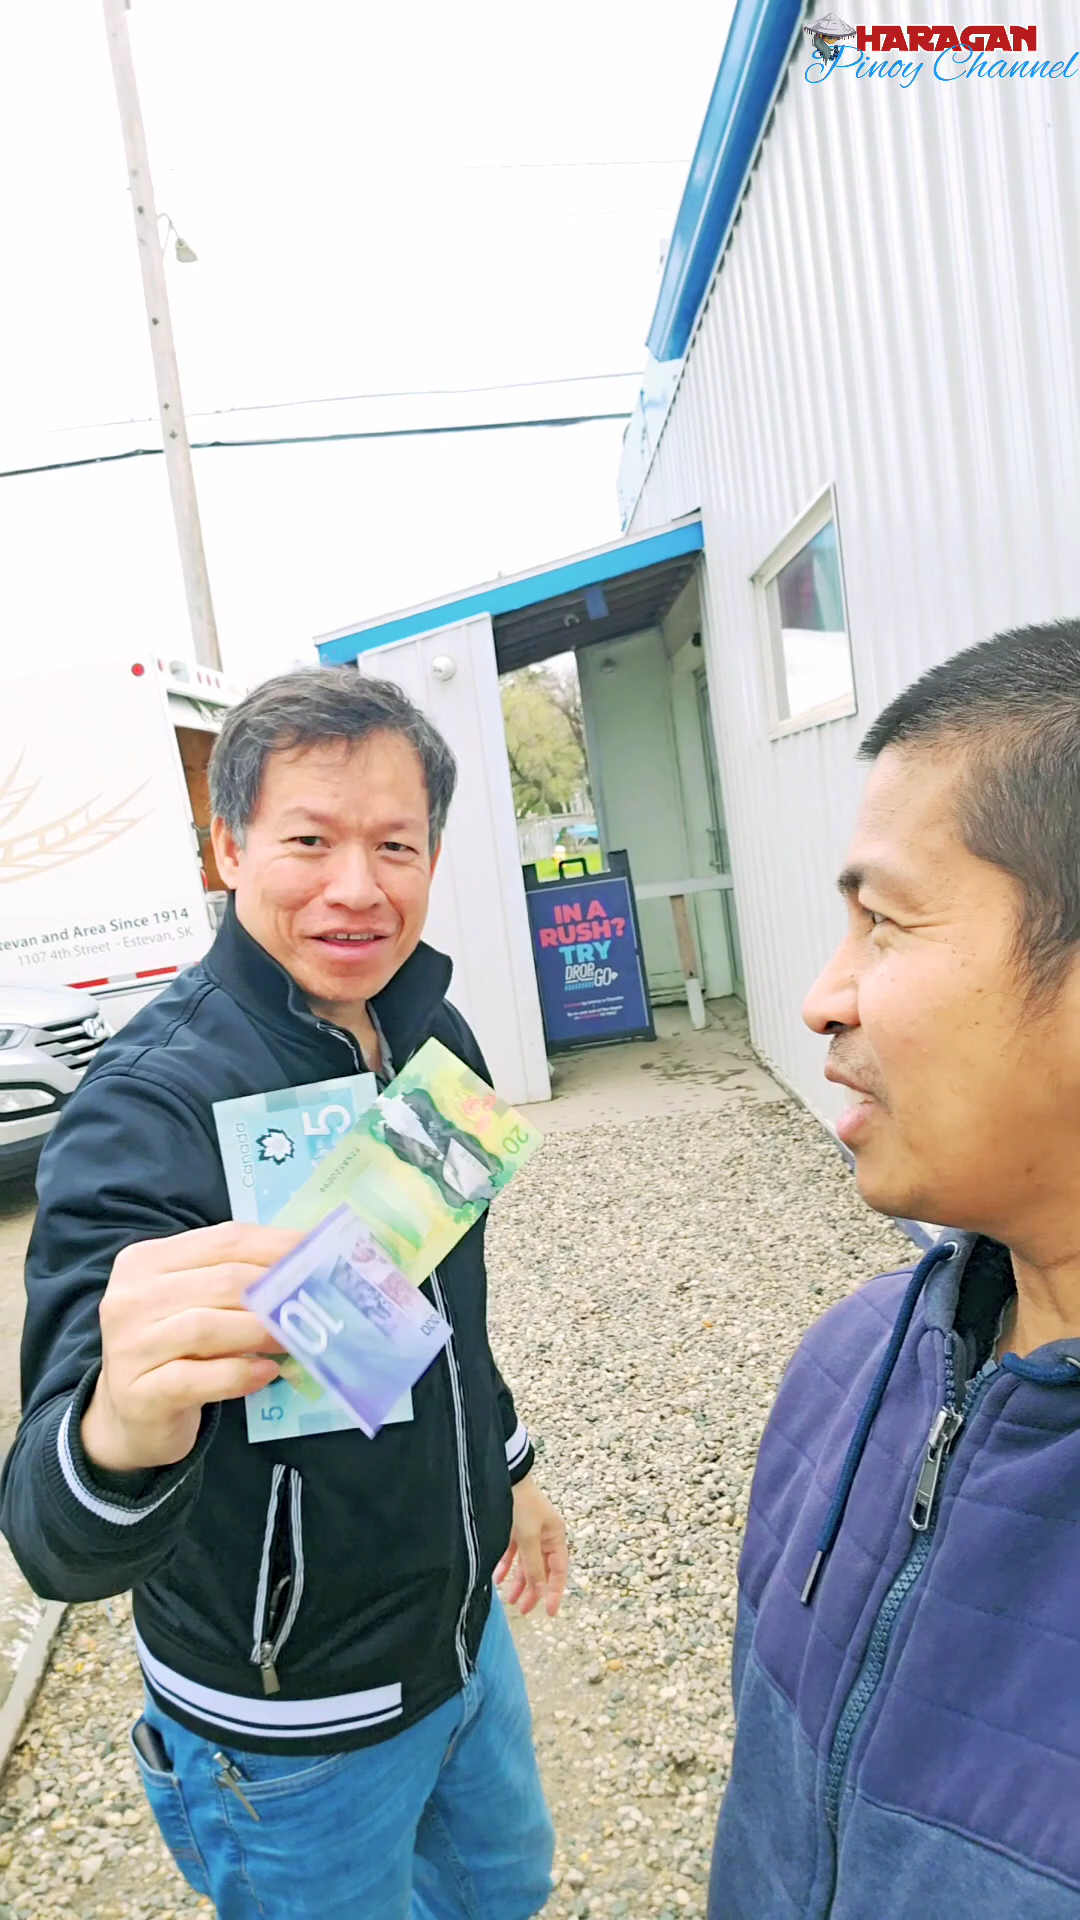 HARAGAN
Pinoy Channel
tevan and Area Since 1914
1107 4th Street - Estevan, SK
IN A
RUSH?
TRY
DROP
GO
Canada
5
20
10
5